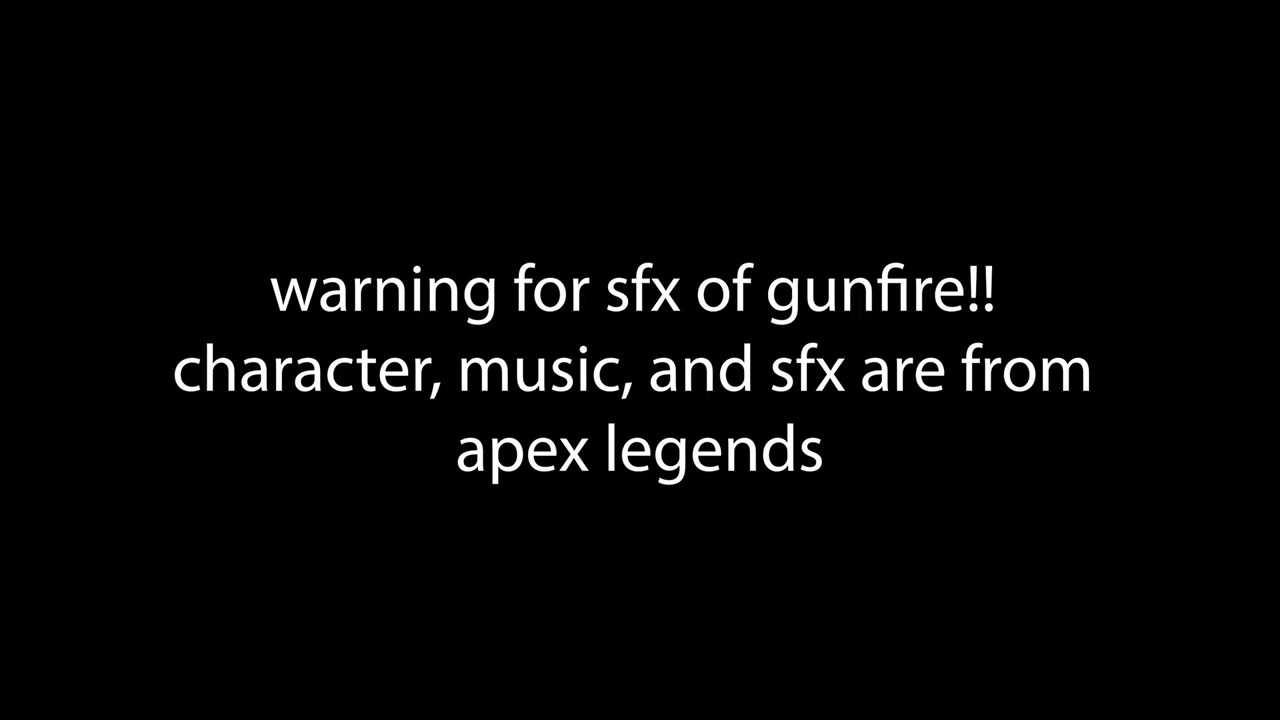 warning for sfx of gunfire!!
character, music, and sfx are from
apex legends